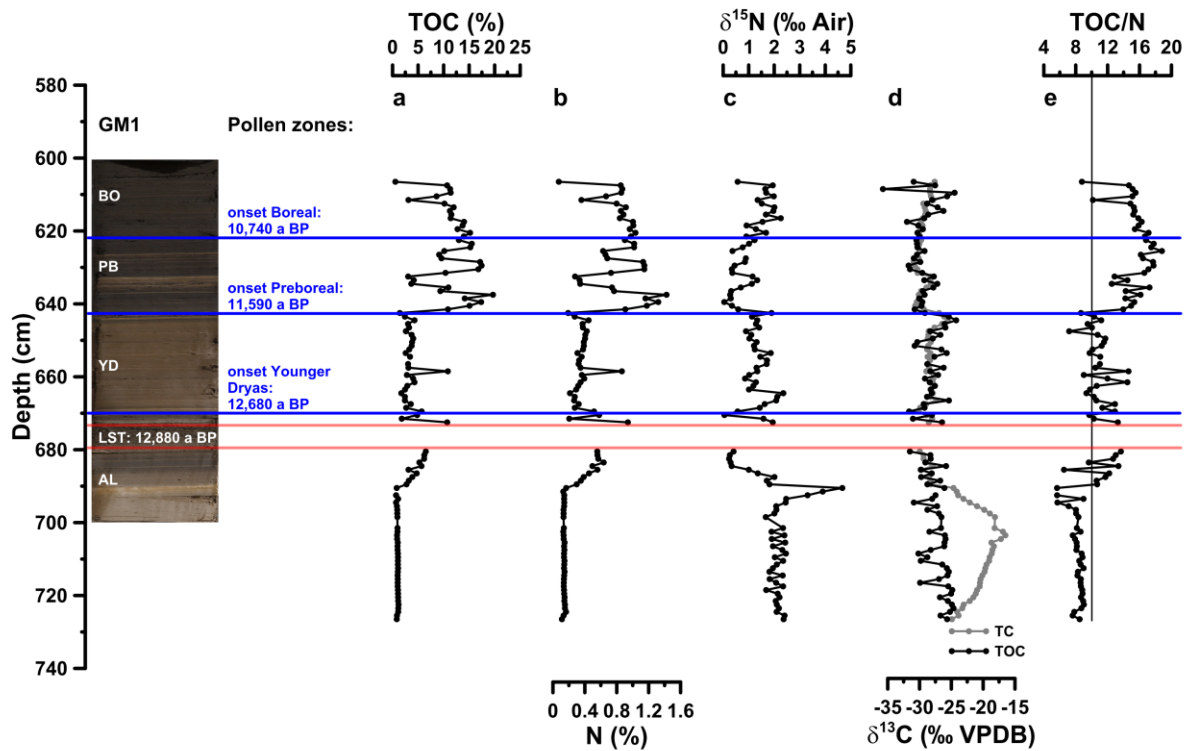 TOC (%)
0 5 10 15 20 25
δ¹⁵N (‰ Air)
0 1 2 3 4 5
TOC/N
4 8 12 16 20
580
600
620
640
660
680
700
720
740
Depth (cm)
a
b
c
d
e
GM1
Pollen zones:
BO
onset Boreal:
10,740 a BP
PB
onset Preboreal:
11,590 a BP
YD
onset Younger
Dryas:
12,680 a BP
LST: 12,880 a BP
AL
TC
TOC
0 0.4 0.8 1.2 1.6
N (%)
-35 -30 -25 -20 -15
δ¹³C (‰ VPDB)